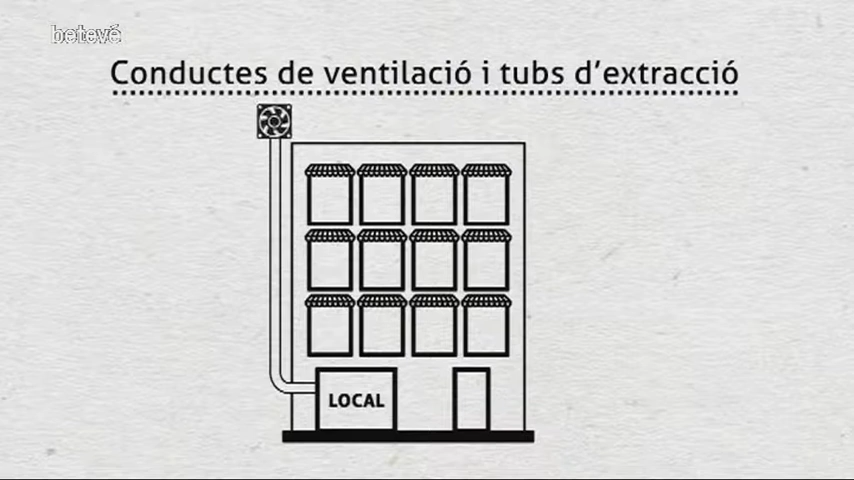 betevé
Conductes de ventilació i tubs d'extracció
LOCAL